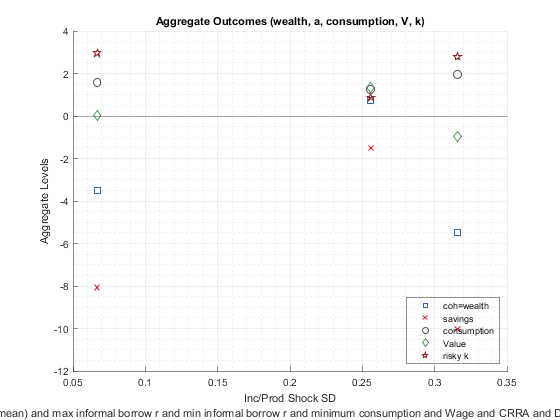 Aggregate Outcomes (wealth, a, consumption, V, k)
4
2
0
-2
-4
-6
-8
-10
-12
Aggregate Levels
coh=wealth
savings
consumption
Value
risky k
0.05
0.1
0.15
0.2
0.25
0.3
0.35
Inc/Prod Shock SD
mean) and max informal borrow r and min informal borrow r and minimum consumption and Wage and CRRA and D